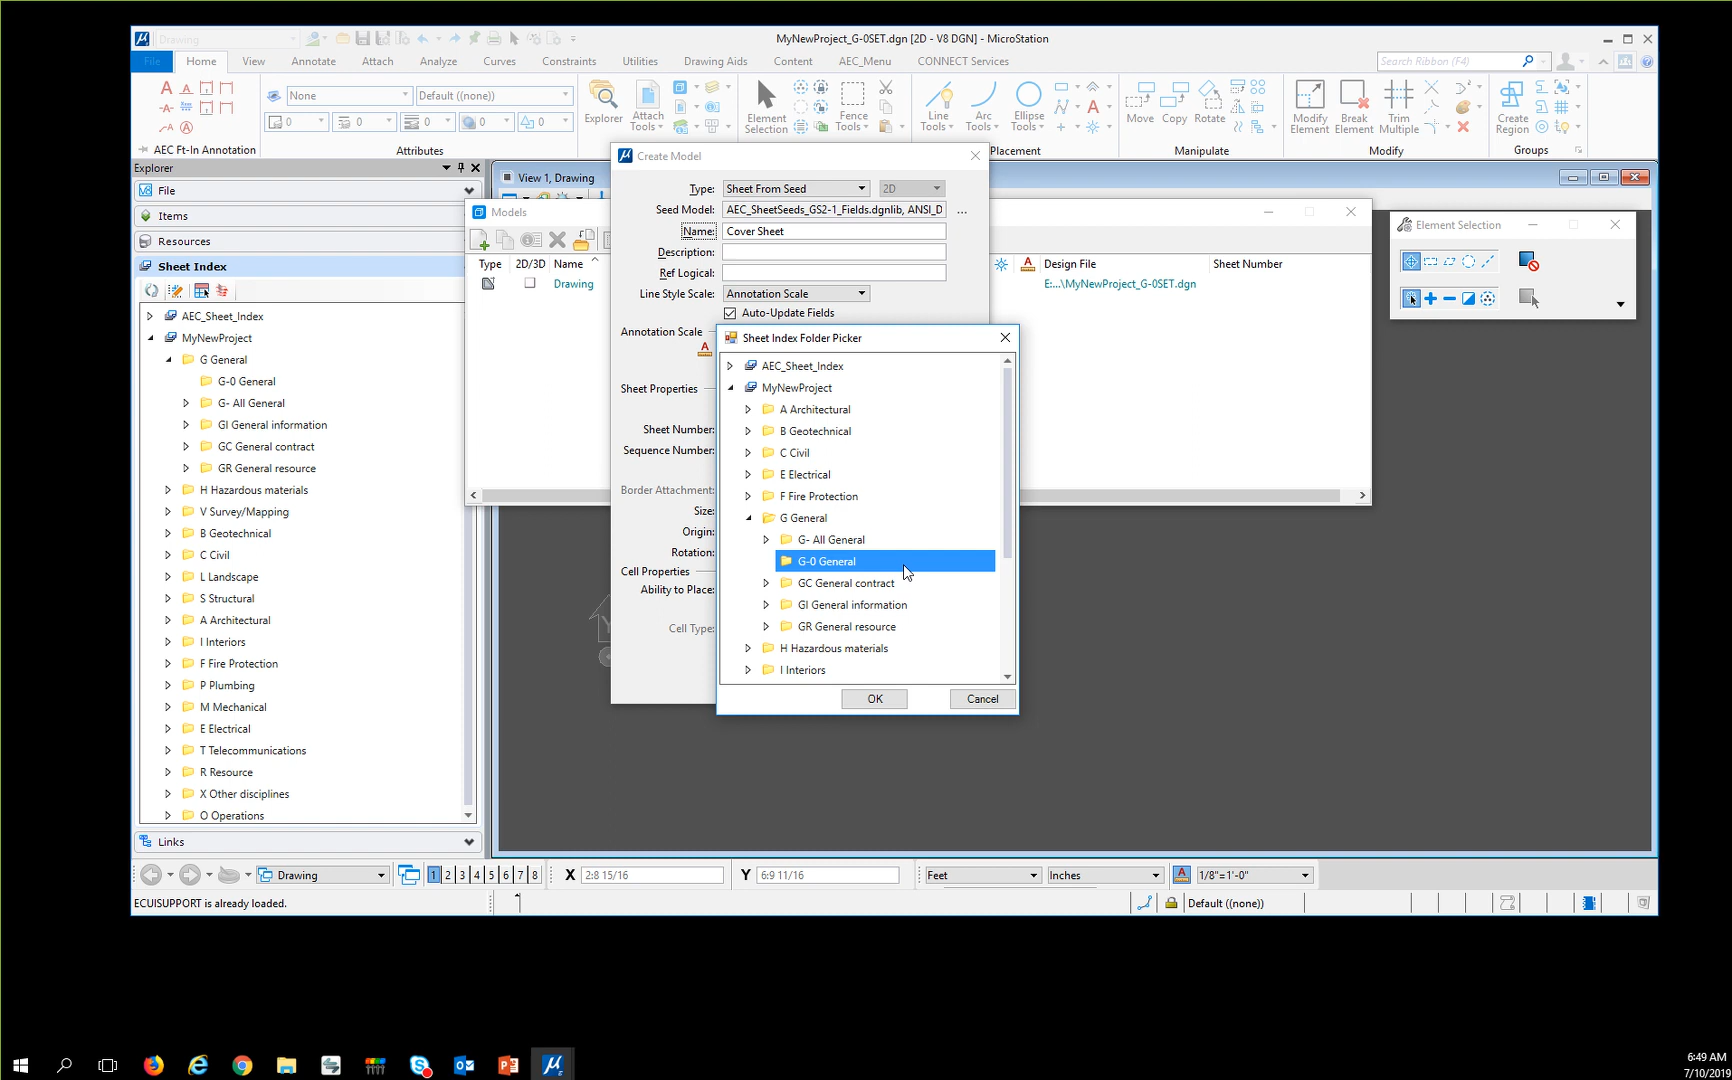 Drawing
MyNewProject_G-0SET.dgn [2D - V8 DGN] - MicroStation
File Home View Annotate Attach Analyze Curves Constraints Utilities Drawing Aids Content AEC_Menu CONNECT Services
Search Ribbon (F4)
None Default ((none))
0 0 0 0 0
Explorer Attach Tools Element Selection Fence Tools Line Tools Arc Tools Ellipse Tools Move Copy Rotate Modify Element Break Element Trim Multiple Create Region
AEC Ft-In Annotation Attributes Placement Manipulate Modify Groups
Explorer
File
Items
Resources
Sheet Index
AEC_Sheet_Index
MyNewProject
G General
G-0 General
G- All General
GI General information
GC General contract
GR General resource
H Hazardous materials
V Survey/Mapping
B Geotechnical
C Civil
L Landscape
S Structural
A Architectural
I Interiors
F Fire Protection
P Plumbing
M Mechanical
E Electrical
T Telecommunications
R Resource
X Other disciplines
O Operations
Links
View 1, Drawing
Models
Type 2D/3D Name Design File Sheet Number
Drawing E:...\MyNewProject_G-0SET.dgn
Create Model
Type: Sheet From Seed 2D
Seed Model: AEC_SheetSeeds_GS2-1_Fields.dgnlib, ANSI_D ...
Name: Cover Sheet
Description:
Ref Logical:
Line Style Scale: Annotation Scale
Auto-Update Fields
Annotation Scale
Sheet Properties
Sheet Number:
Sequence Number:
Border Attachment:
Size:
Origin:
Rotation:
Cell Properties
Ability to Place:
Cell Type:
Sheet Index Folder Picker
AEC_Sheet_Index
MyNewProject
A Architectural
B Geotechnical
C Civil
E Electrical
F Fire Protection
G General
G- All General
G-0 General
GC General contract
GI General information
GR General resource
H Hazardous materials
I Interiors
OK Cancel
Element Selection
Drawing 1 2 3 4 5 6 7 8 X 2:8 15/16 Y 6:9 11/16 Feet Inches 1/8"=1'-0"
ECUISUPPORT is already loaded. Default ((none))
6:49 AM
7/10/2019